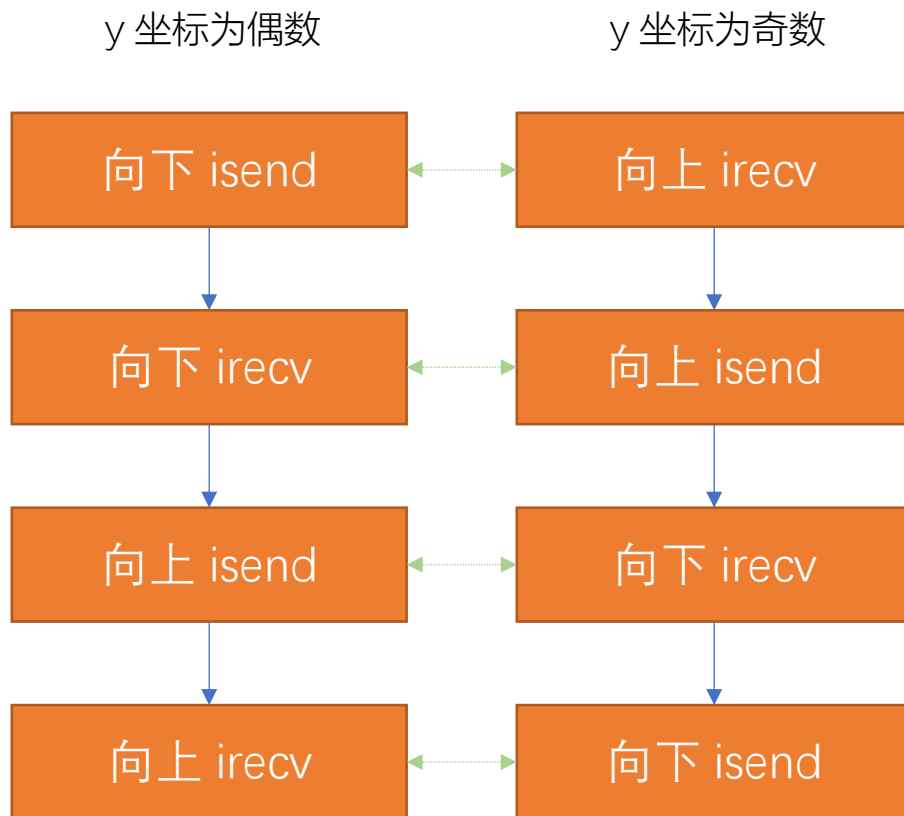 y 坐标为偶数
y 坐标为奇数
向下 isend
向上 irecv
向下 irecv
向上 isend
向上 isend
向下 irecv
向上 irecv
向下 isend